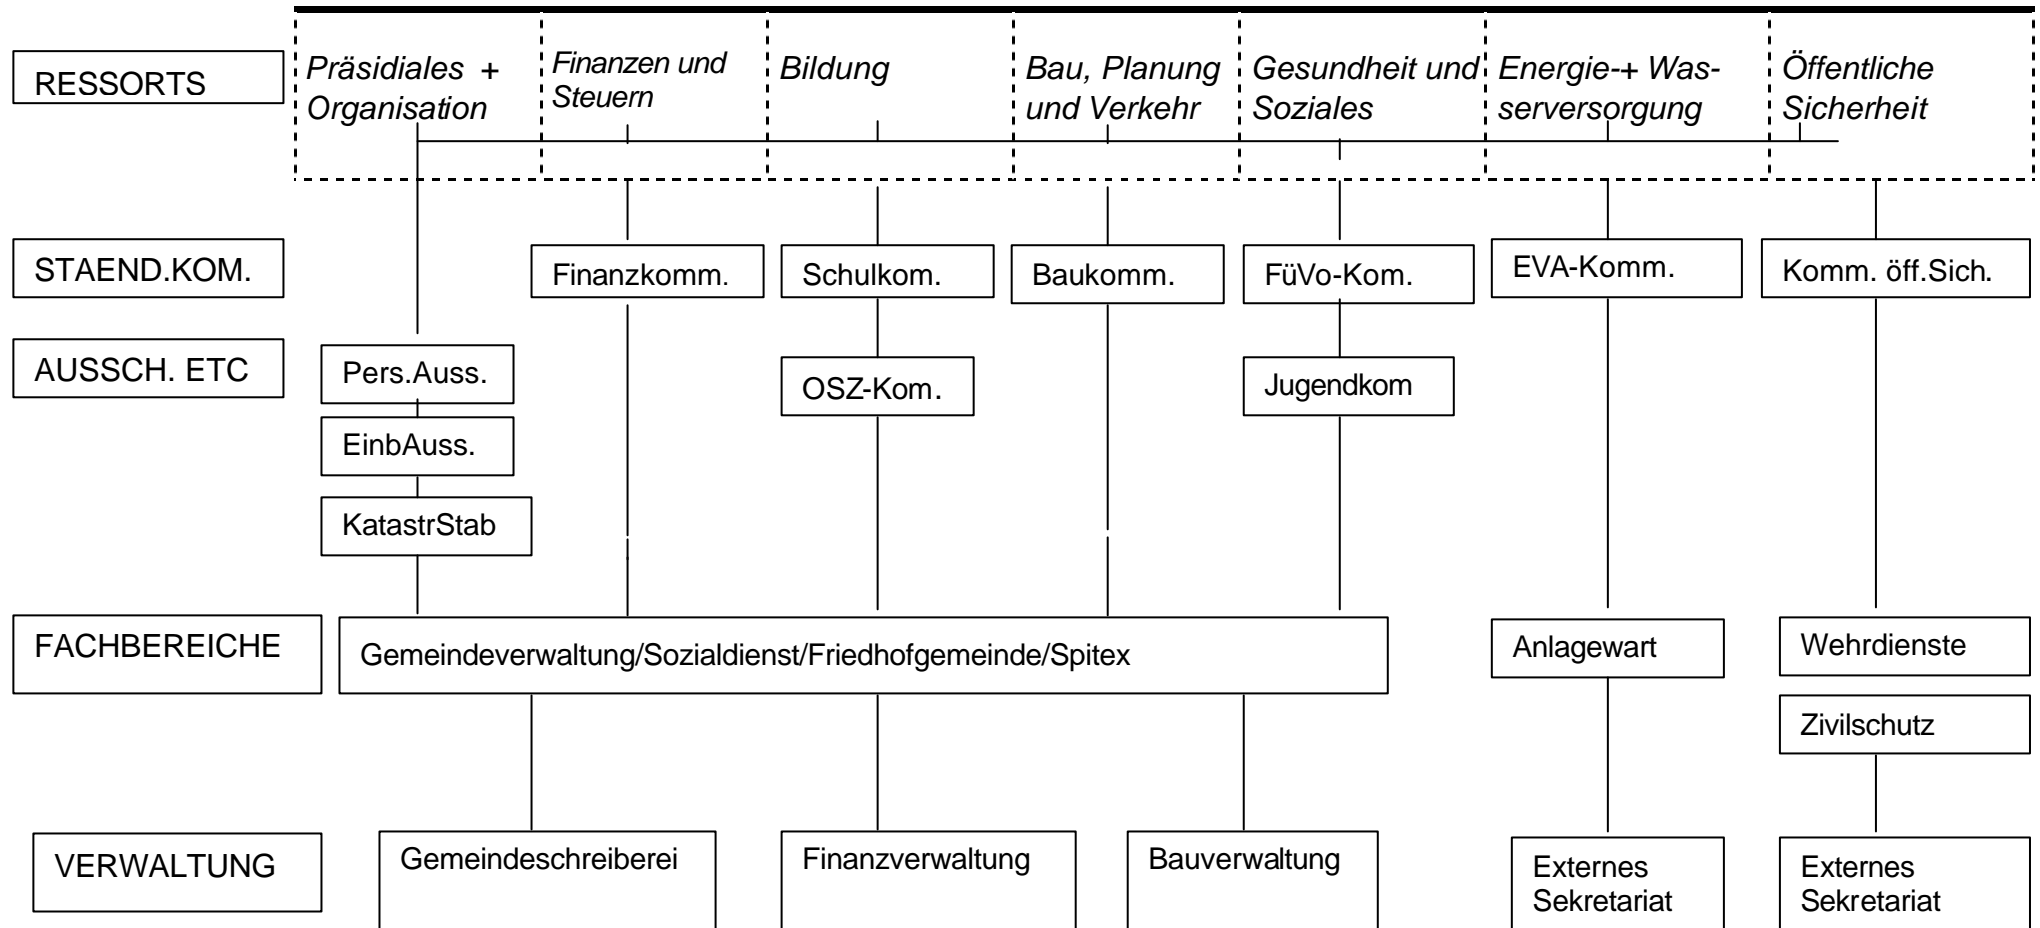 RESSORTS
Präsidiales +
Organisation
Finanzen und
Steuern
Bildung
Bau, Planung
und Verkehr
Gesundheit und
Soziales
Energie-+ Was-
serversorgung
Öffentliche
Sicherheit
STAEND.KOM.
Finanzkomm.
Schulkom.
Baukomm.
FüVo-Kom.
EVA-Komm.
Komm. öff.Sich.
AUSSCH. ETC
Pers.Auss.
OSZ-Kom.
Jugendkom
EinbAuss.
KatastrStab
FACHBEREICHE
Gemeindeverwaltung/Sozialdienst/Friedhofgemeinde/Spitex
Anlagewart
Wehrdienste
Zivilschutz
VERWALTUNG
Gemeindeschreiberei
Finanzverwaltung
Bauverwaltung
Externes
Sekretariat
Externes
Sekretariat